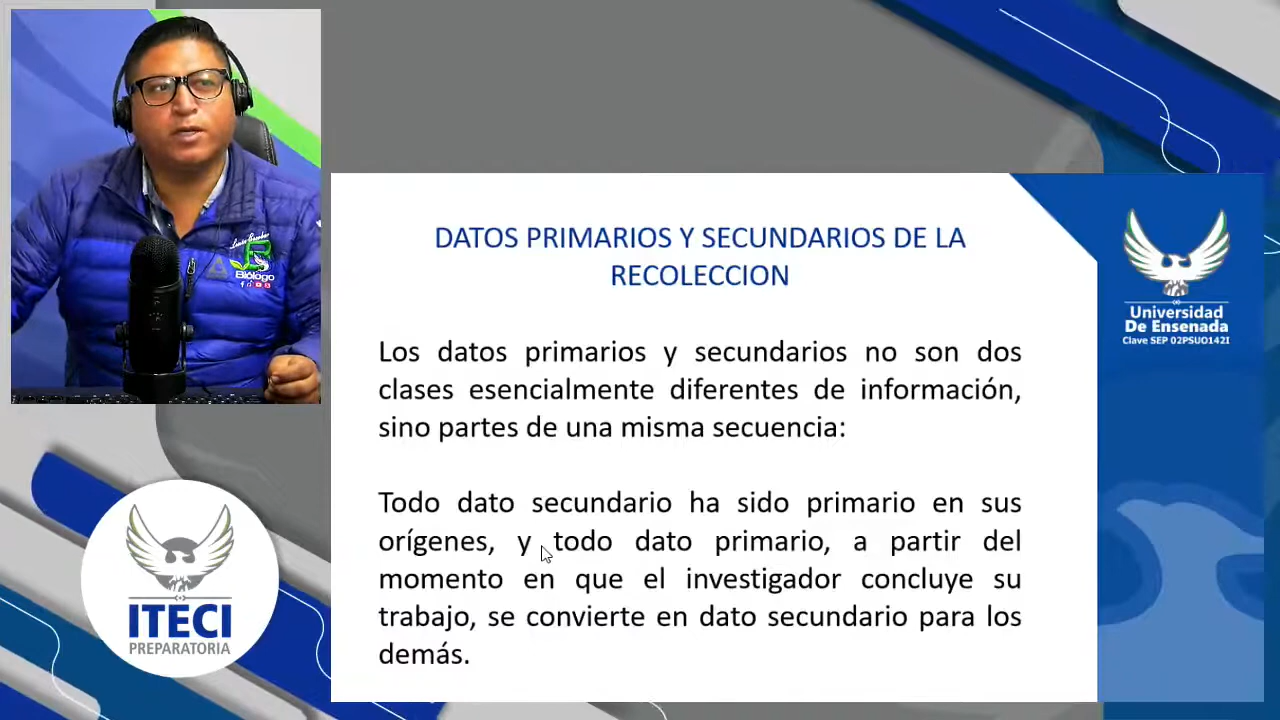 DATOS PRIMARIOS Y SECUNDARIOS DE LA
RECOLECCION
Los datos primarios y secundarios no son dos
clases esencialmente diferentes de información,
sino partes de una misma secuencia:
Todo dato secundario ha sido primario en sus
orígenes, y todo dato primario, a partir del
momento en que el investigador concluye su
trabajo, se convierte en dato secundario para los
demás.
Universidad
De Ensenada
Clave SEP 02PSU0142I
Biólogo
ITECI
PREPARATORIA